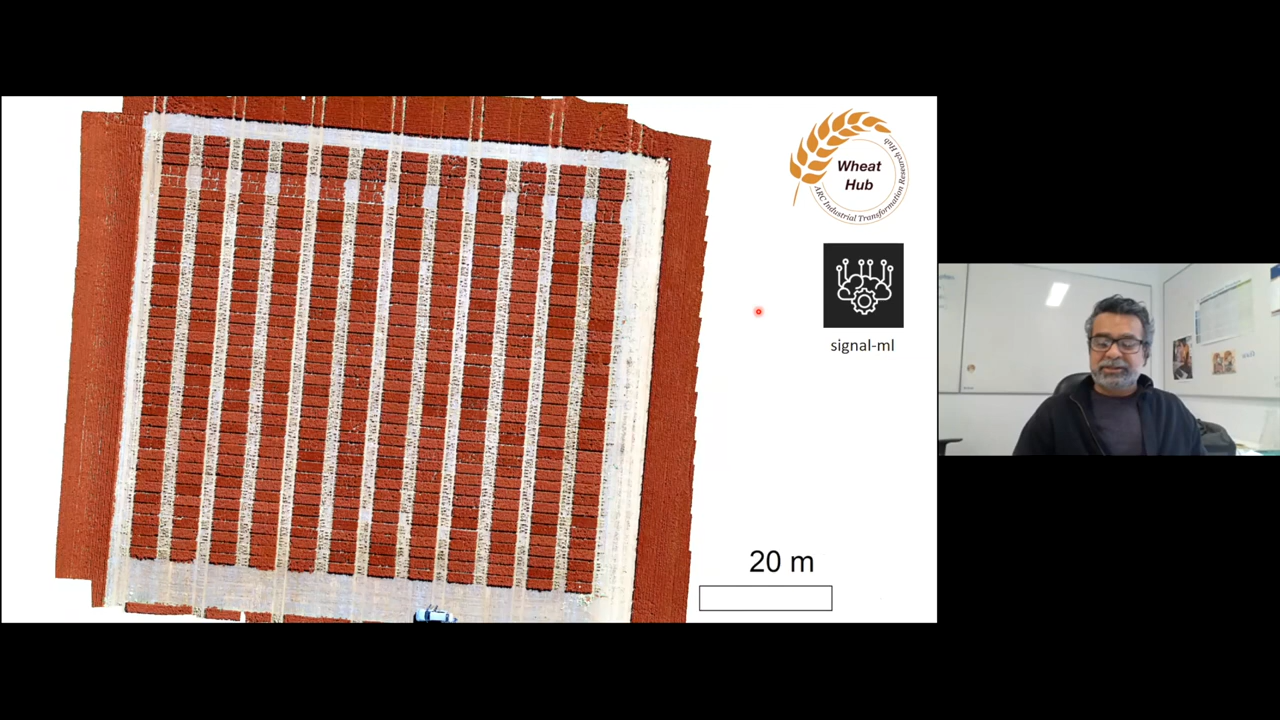 Wheat
Hub
ARC Industrial Transformation Research Hub
signal-ml
20 m